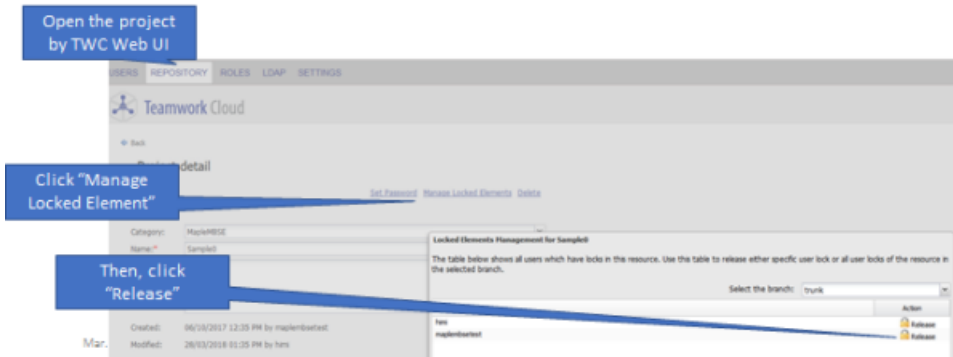 Open the project
by TWC Web UI
USERS REPOSITORY ROLES LDAP SETTINGS
Teamwork Cloud
Back
detail
Click "Manage
Locked Element"
Set Password Manage Locked Elements Delete
Category: MapleMBSE
Name:* Sample0
Locked Elements Management for Sample0
The table below shows all users which have locks in this resource. Use this table to release either specific user lock or all user locks of the resource in
the selected branch.
Then, click
"Release"
Select the branch: trunk
Action
hmi Release
maplembsetest Release
Created: 06/10/2017 12:35 PM by maplembsetest
Mar.
Modified: 28/03/2018 01:35 PM by hmi